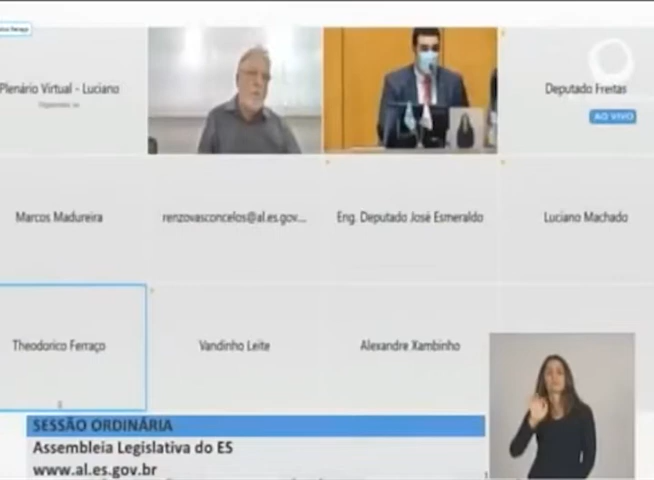 Plenário Virtual - Luciano
Deputado Freitas
AO VIVO
Marcos Madureira
renzovasconcelos@al.es.gov...
Eng. Deputado José Esmeraldo
Luciano Machado
Theodorico Ferraço
Vandinho Leite
Alexandre Xambinho
SESSÃO ORDINÁRIA
Assembleia Legislativa do ES
www.al.es.gov.br